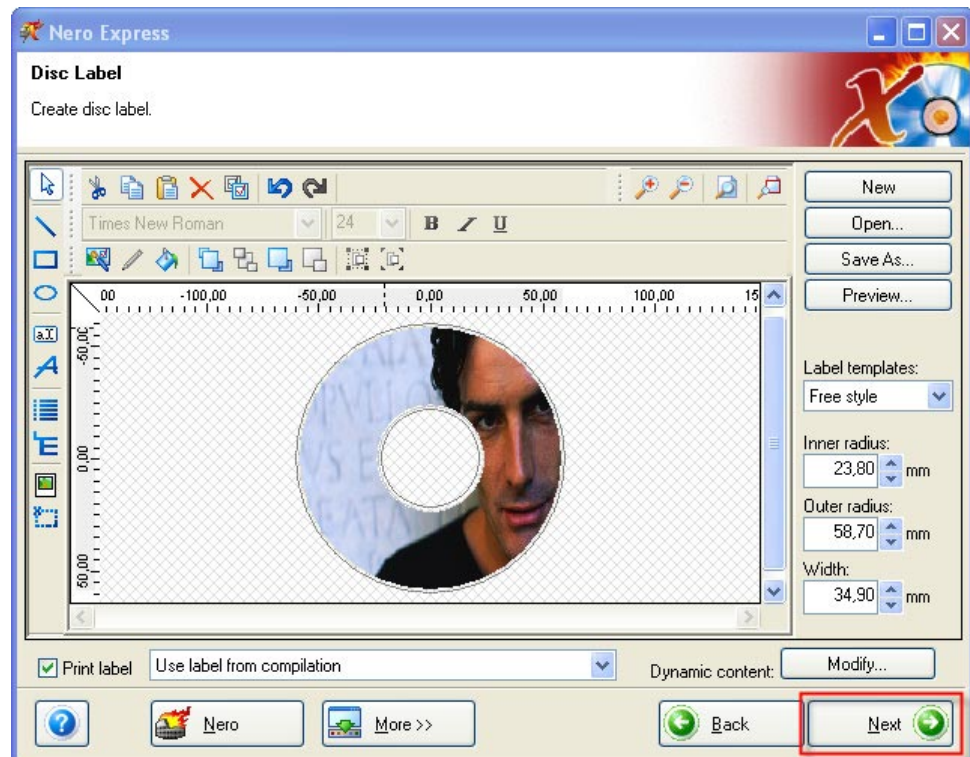 Nero Express
Disc Label
Create disc label.
Times New Roman
24
B
I
U
00 -100,00 -50,00 0,00 50,00 100,00 15
-50,00
0,00
50,00
New
Open...
Save As...
Preview...
Label templates:
Free style
Inner radius:
23,80 mm
Outer radius:
58,70 mm
Width:
34,90 mm
Print label
Use label from compilation
Dynamic content:
Modify...
Nero
More >>
Back
Next